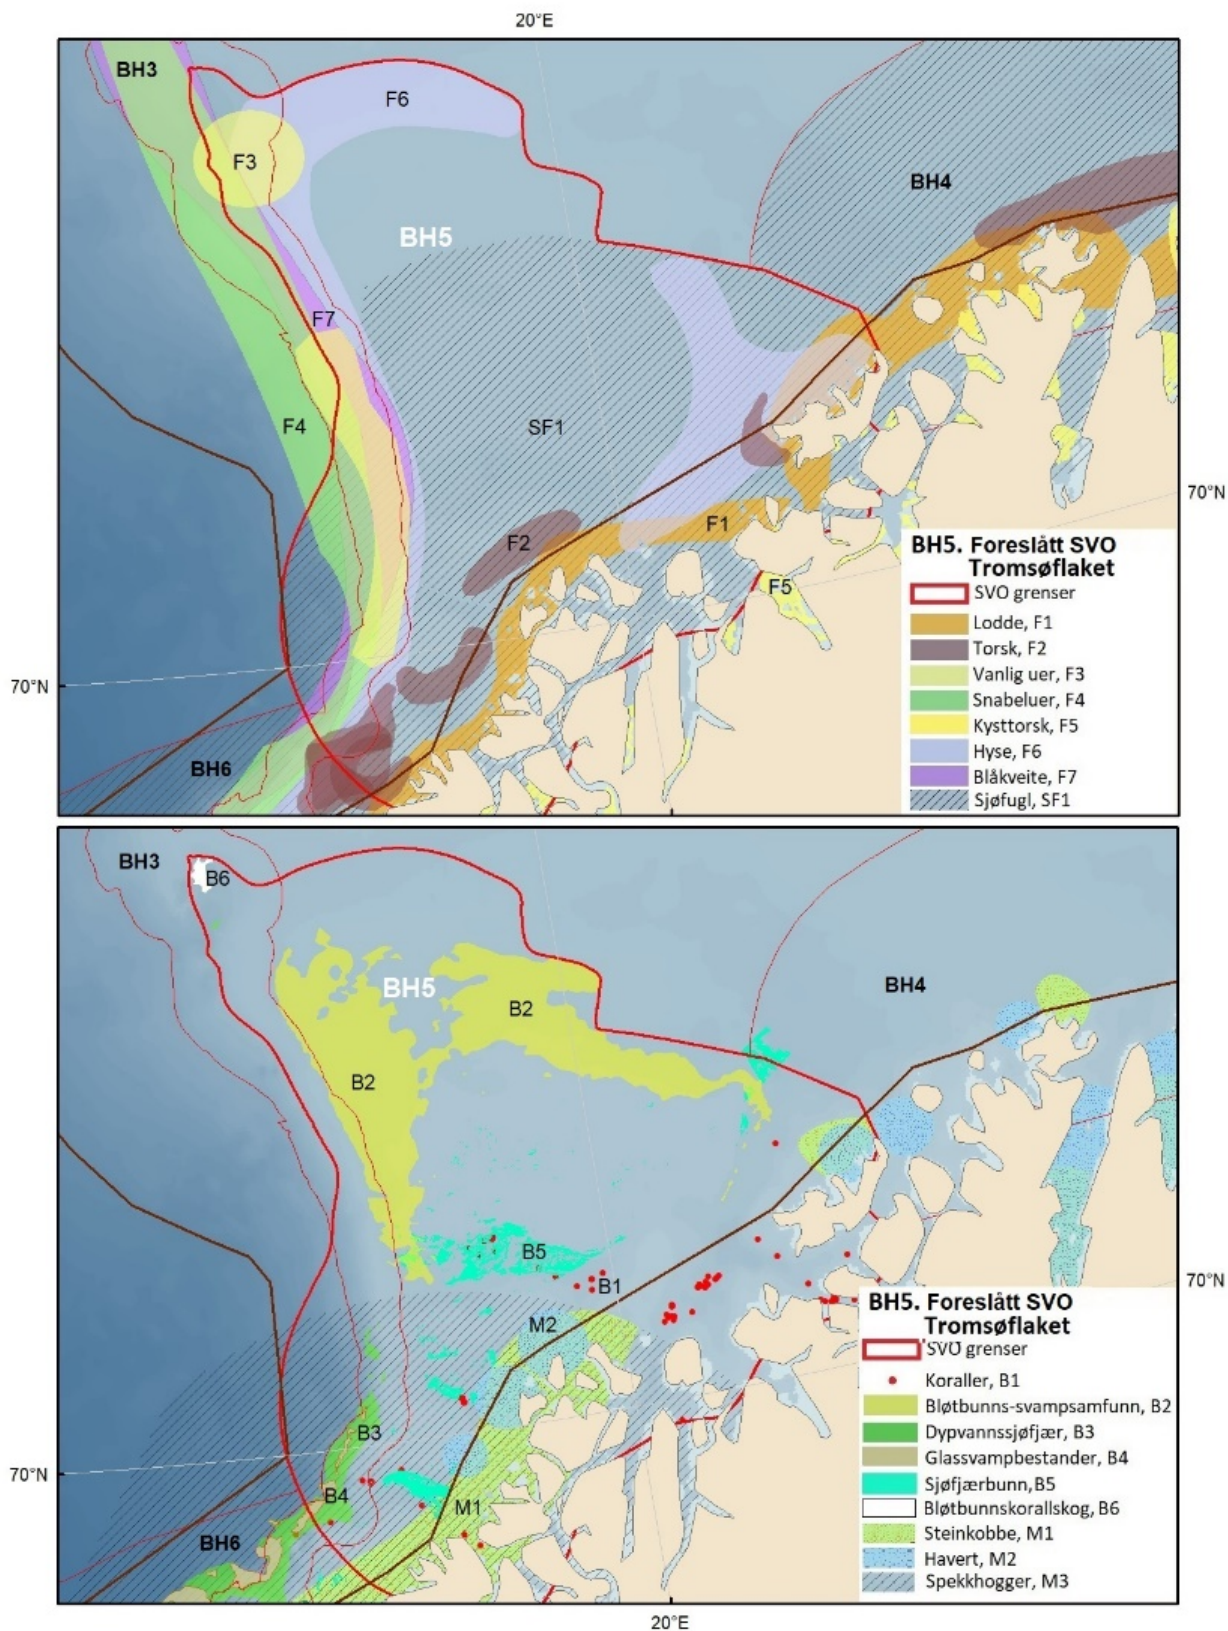 20°E
BH3
F6
F3
BH4
BH5
F7
F4
SF1
70°N
F1
F2
F5
BH5. Foreslått SVO
Tromsøflaket
SVO grenser
Lodde, F1
Torsk, F2
Vanlig uer, F3
Snabeluer, F4
Kysttorsk, F5
Hyse, F6
Blåkveite, F7
Sjøfugl, SF1
70°N
BH6
BH3
B6
BH5
BH4
B2
B2
B5
B1
70°N
M2
BH5. Foreslått SVO
Tromsøflaket
SVO grenser
Koraller, B1
Bløtbunns-svampsamfunn, B2
Dypvannssjøfjær, B3
Glassvampbestander, B4
Sjøfjærbunn, B5
Bløtbunnskorallskog, B6
Steinkobbe, M1
Havert, M2
Spekkhogger, M3
B3
70°N
B4
M1
BH6
20°E